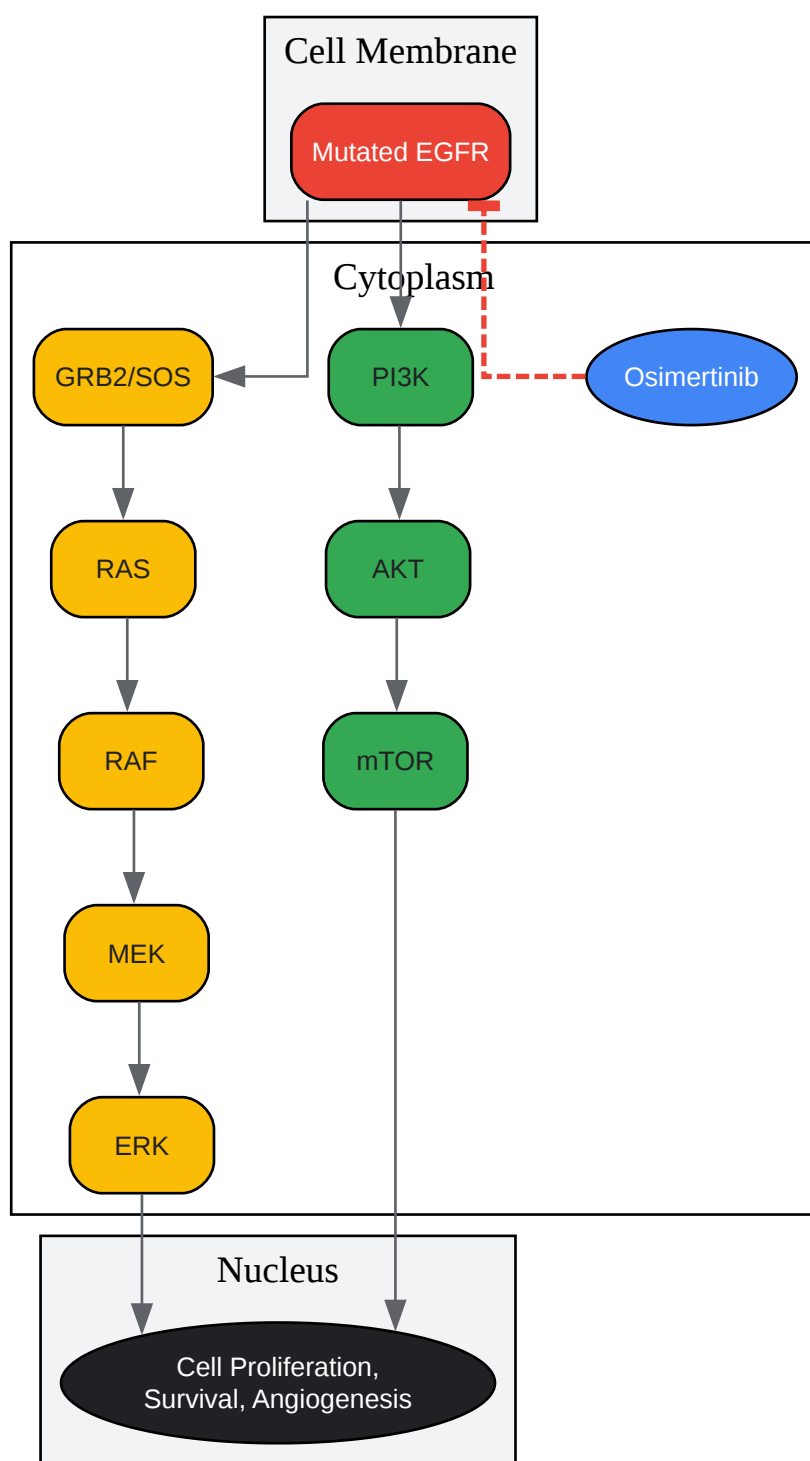 Cell Membrane
Mutated EGFR
Cytoplasm
GRB2/SOS
PI3K
Osimertinib
RAS
AKT
RAF
mTOR
MEK
ERK
Nucleus
Cell Proliferation,
Survival, Angiogenesis